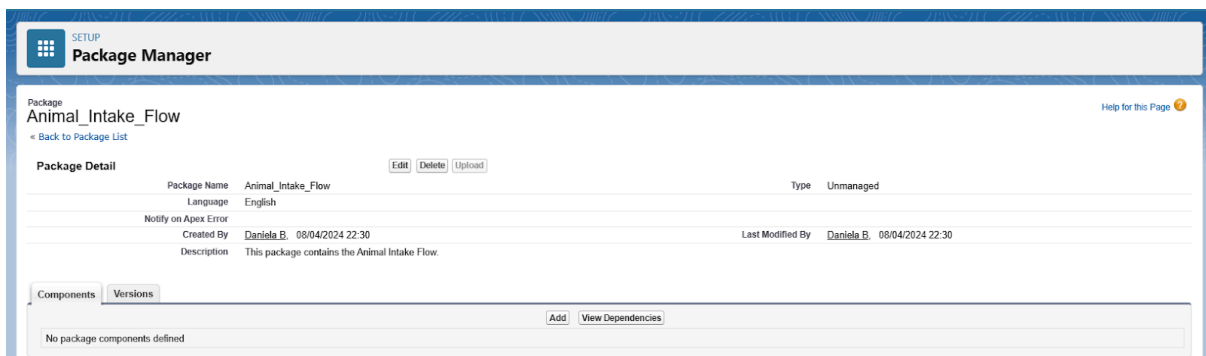 SETUP
Package Manager
Package
Animal_Intake_Flow
Help for this Page ?
« Back to Package List
Package Detail Edit Delete Upload
Package Name Animal_Intake_Flow Type Unmanaged
Language English
Notify on Apex Error
Created By Daniela B, 08/04/2024 22:30 Last Modified By Daniela B, 08/04/2024 22:30
Description This package contains the Animal Intake Flow.
Components Versions
Add View Dependencies
No package components defined